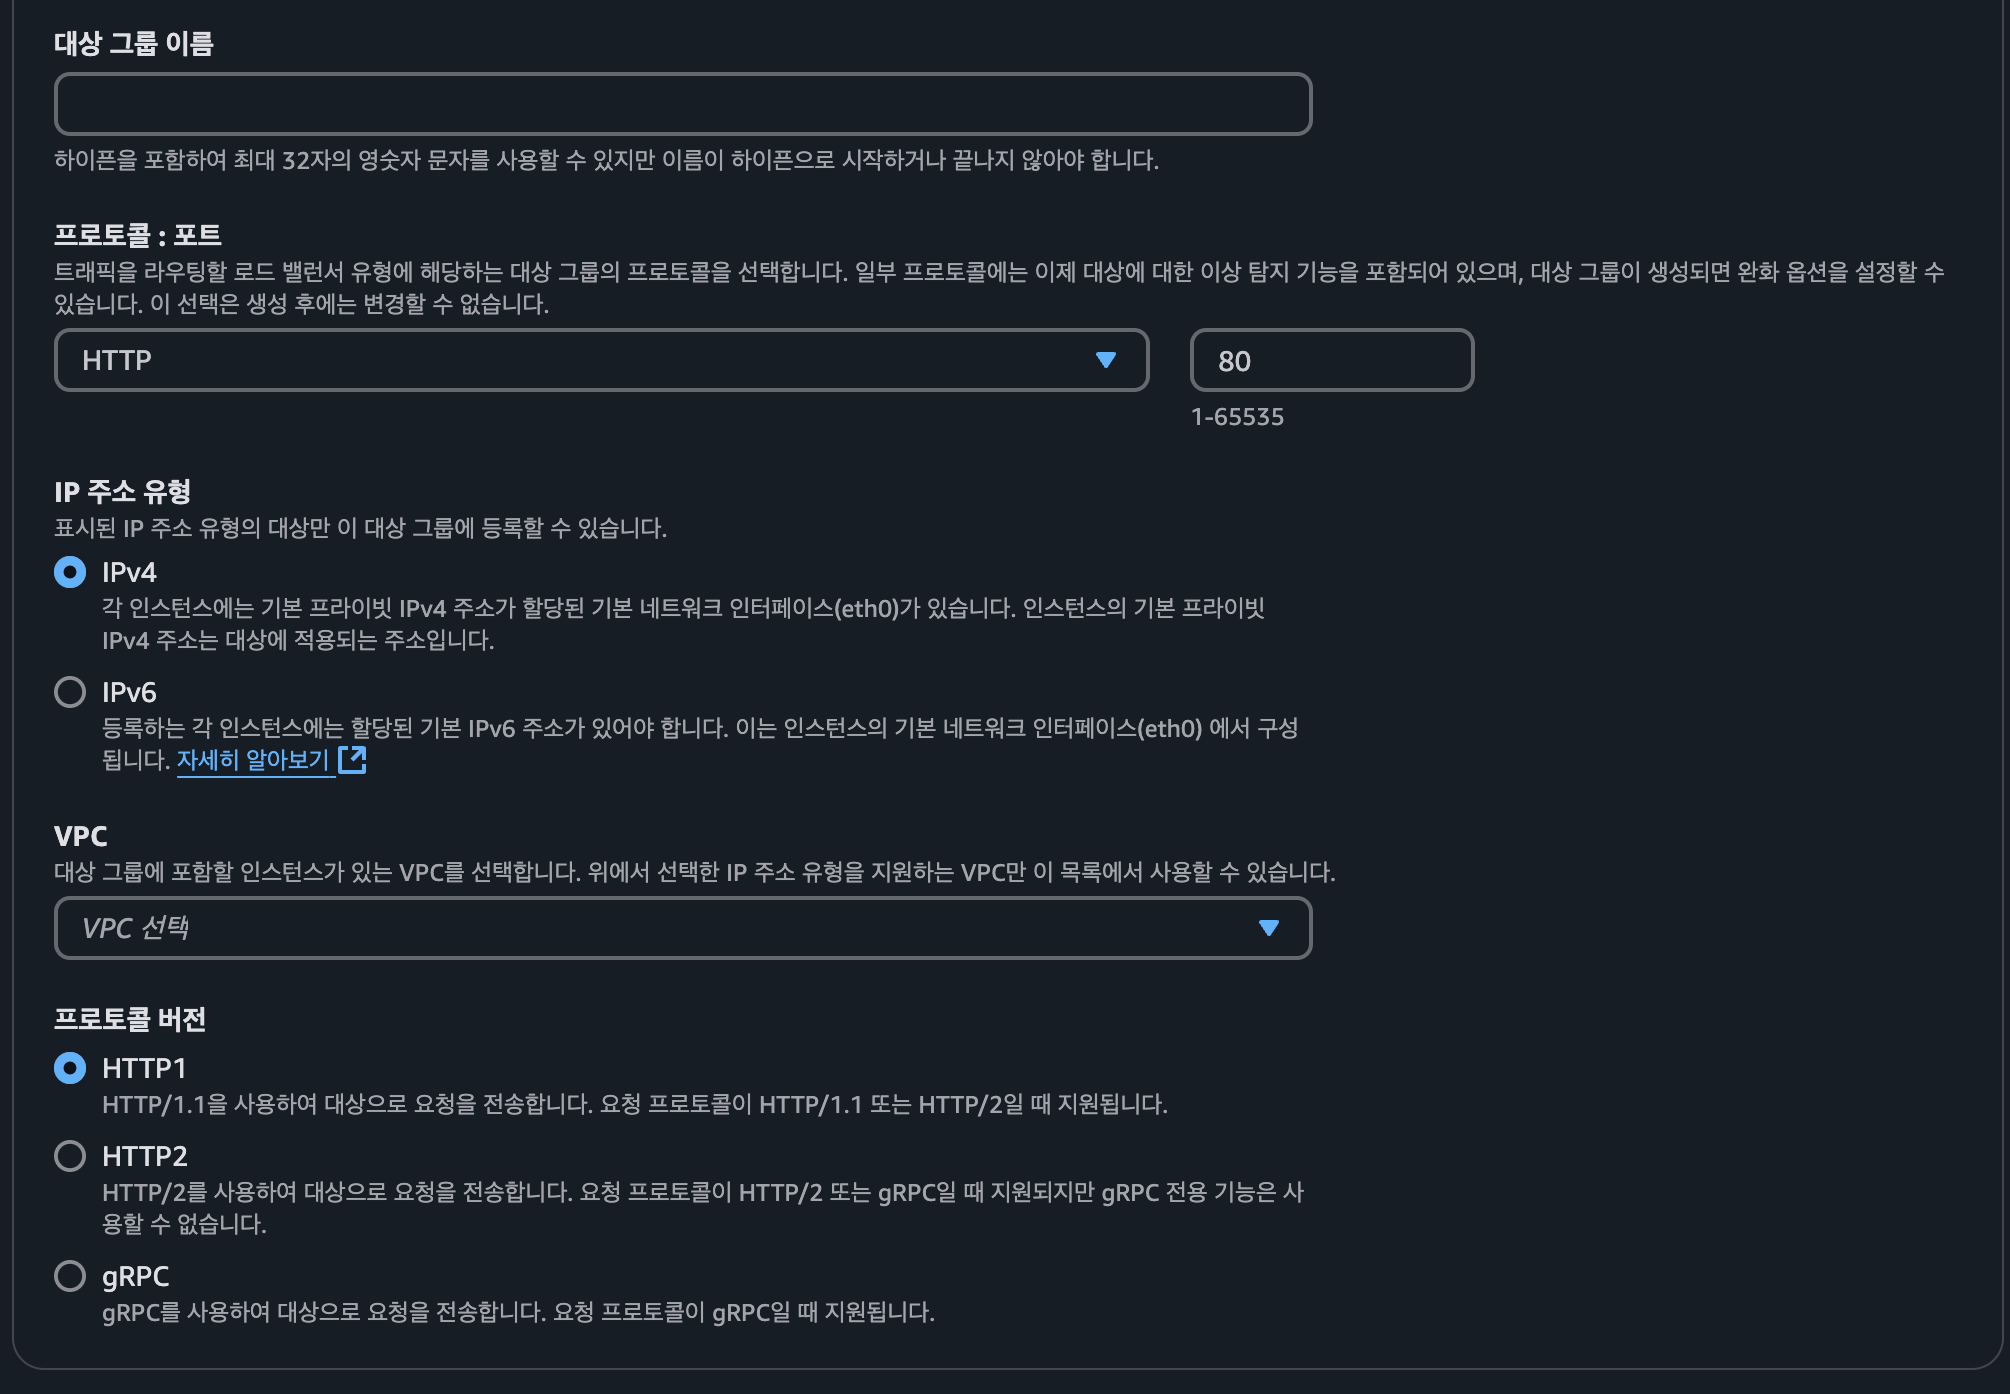 대상 그룹 이름
하이픈을 포함하여 최대 32자의 영숫자 문자를 사용할 수 있지만 이름이 하이픈으로 시작하거나 끝나지 않아야 합니다.
프로토콜 : 포트
트래픽을 라우팅할 로드 밸런서 유형에 해당하는 대상 그룹의 프로토콜을 선택합니다. 일부 프로토콜에는 이제 대상에 대한 이상 탐지 기능을 포함되어 있으며, 대상 그룹이 생성되면 완화 옵션을 설정할 수
있습니다. 이 선택은 생성 후에는 변경할 수 없습니다.
HTTP
80
1-65535
IP 주소 유형
표시된 IP 주소 유형의 대상만 이 대상 그룹에 등록할 수 있습니다.
IPv4
각 인스턴스에는 기본 프라이빗 IPv4 주소가 할당된 기본 네트워크 인터페이스(eth0)가 있습니다. 인스턴스의 기본 프라이빗
IPv4 주소는 대상에 적용되는 주소입니다.
IPv6
등록하는 각 인스턴스에는 할당된 기본 IPv6 주소가 있어야 합니다. 이는 인스턴스의 기본 네트워크 인터페이스(eth0) 에서 구성
됩니다. 자세히 알아보기
VPC
대상 그룹에 포함할 인스턴스가 있는 VPC를 선택합니다. 위에서 선택한 IP 주소 유형을 지원하는 VPC만 이 목록에서 사용할 수 있습니다.
VPC 선택
프로토콜 버전
HTTP1
HTTP/1.1을 사용하여 대상으로 요청을 전송합니다. 요청 프로토콜이 HTTP/1.1 또는 HTTP/2일 때 지원됩니다.
HTTP2
HTTP/2를 사용하여 대상으로 요청을 전송합니다. 요청 프로토콜이 HTTP/2 또는 gRPC일 때 지원되지만 gRPC 전용 기능은 사
용할 수 없습니다.
gRPC
gRPC를 사용하여 대상으로 요청을 전송합니다. 요청 프로토콜이 gRPC일 때 지원됩니다.